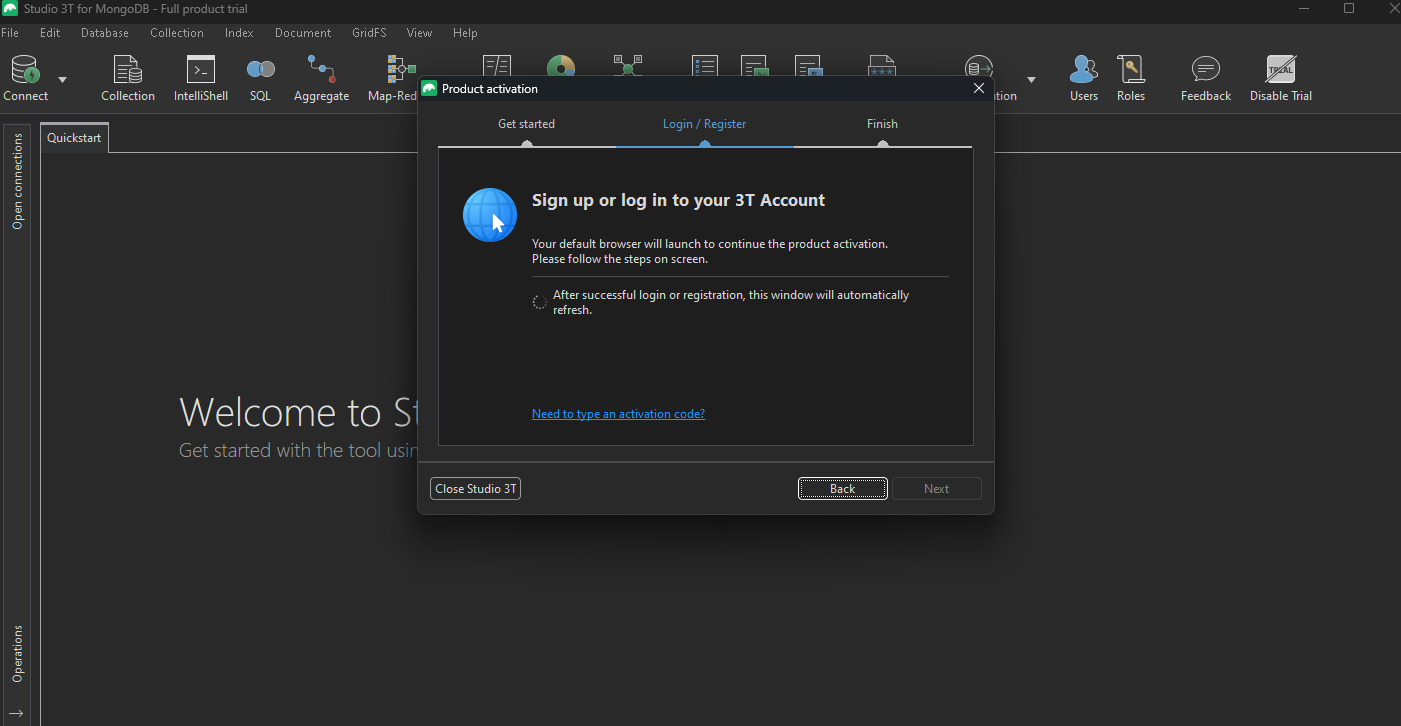 Studio 3T for MongoDB - Full product trial
File Edit Database Collection Index Document GridFS View Help
Connect Collection IntelliShell SQL Aggregate Map-Red tion Users Roles Feedback Disable Trial
TRIAL
Product activation
Get started Login / Register Finish
Quickstart
Open connections
Sign up or log in to your 3T Account
Your default browser will launch to continue the product activation.
Please follow the steps on screen.
After successful login or registration, this window will automatically
refresh.
Welcome to St
Need to type an activation code?
Get started with the tool usin
Close Studio 3T Back Next
Operations